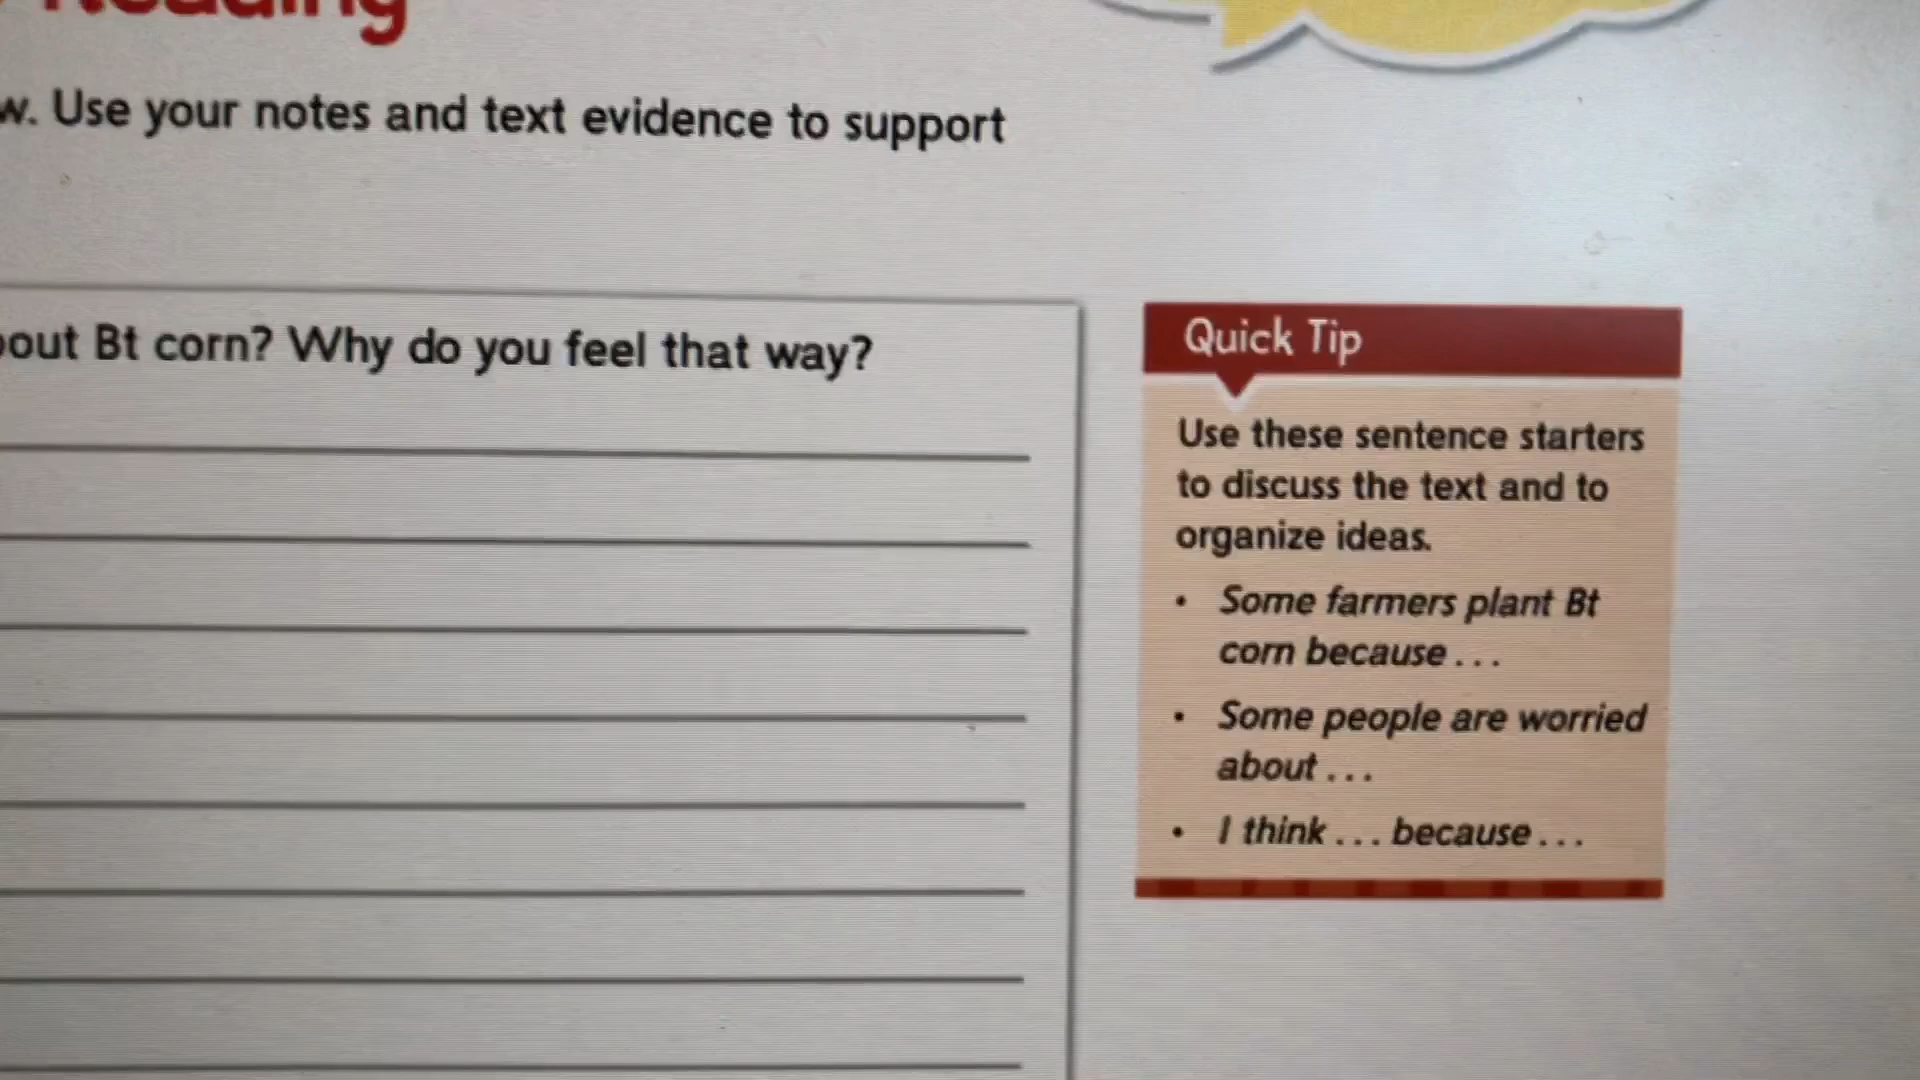 Reading
w. Use your notes and text evidence to support
out Bt corn? Why do you feel that way?
Quick Tip
Use these sentence starters
to discuss the text and to
organize ideas.
• Some farmers plant Bt
corn because . . .
• Some people are worried
about . . .
• I think . . . because . . .